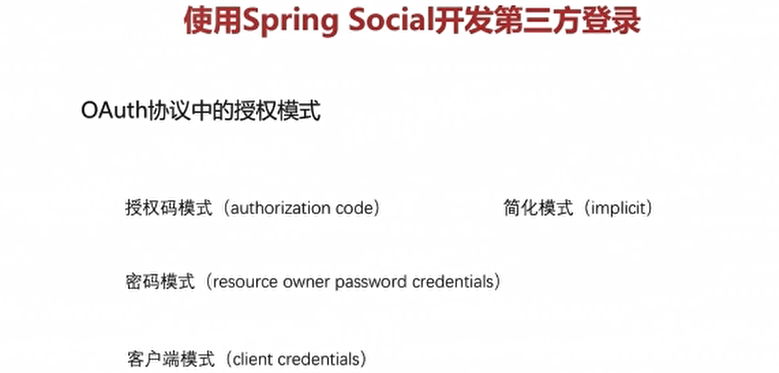 使用Spring Social开发第三方登录
OAuth协议中的授权模式
授权码模式（authorization code） 简化模式（implicit）
密码模式（resource owner password credentials）
客户端模式（client credentials）